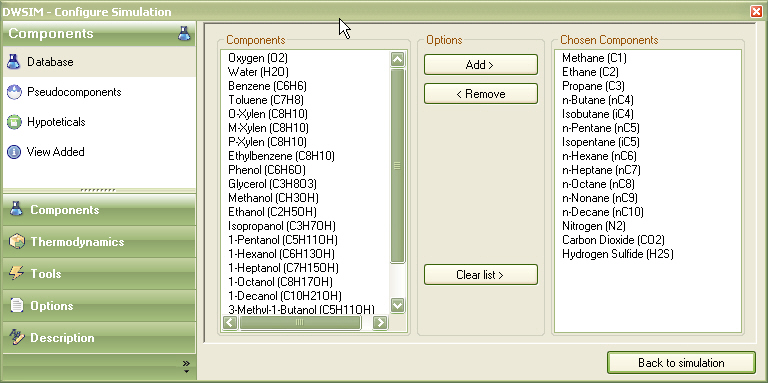 DWSIM - Configure Simulation
Components
Database
Pseudocomponents
Hypoteticals
View Added
Components
Thermodynamics
Tools
Options
Description
»
Components
Oxygen (O2)
Water (H2O)
Benzene (C6H6)
Toluene (C7H8)
O-Xylen (C8H10)
M-Xylen (C8H10)
P-Xylen (C8H10)
Ethylbenzene (C8H10)
Phenol (C6H6O)
Glycerol (C3H8O3)
Methanol (CH3OH)
Ethanol (C2H5OH)
Isopropanol (C3H7OH)
1-Pentanol (C5H11OH)
1-Hexanol (C6H13OH)
1-Heptanol (C7H15OH)
1-Octanol (C8H17OH)
1-Decanol (C10H21OH)
3-Methyl-1-Butanol (C5H11OH)
Options
Add >
< Remove
Clear list >
Chosen Components
Methane (C1)
Ethane (C2)
Propane (C3)
n-Butane (nC4)
Isobutane (iC4)
n-Pentane (nC5)
Isopentane (iC5)
n-Hexane (nC6)
n-Heptane (nC7)
n-Octane (nC8)
n-Nonane (nC9)
n-Decane (nC10)
Nitrogen (N2)
Carbon Dioxide (CO2)
Hydrogen Sulfide (H2S)
Back to simulation